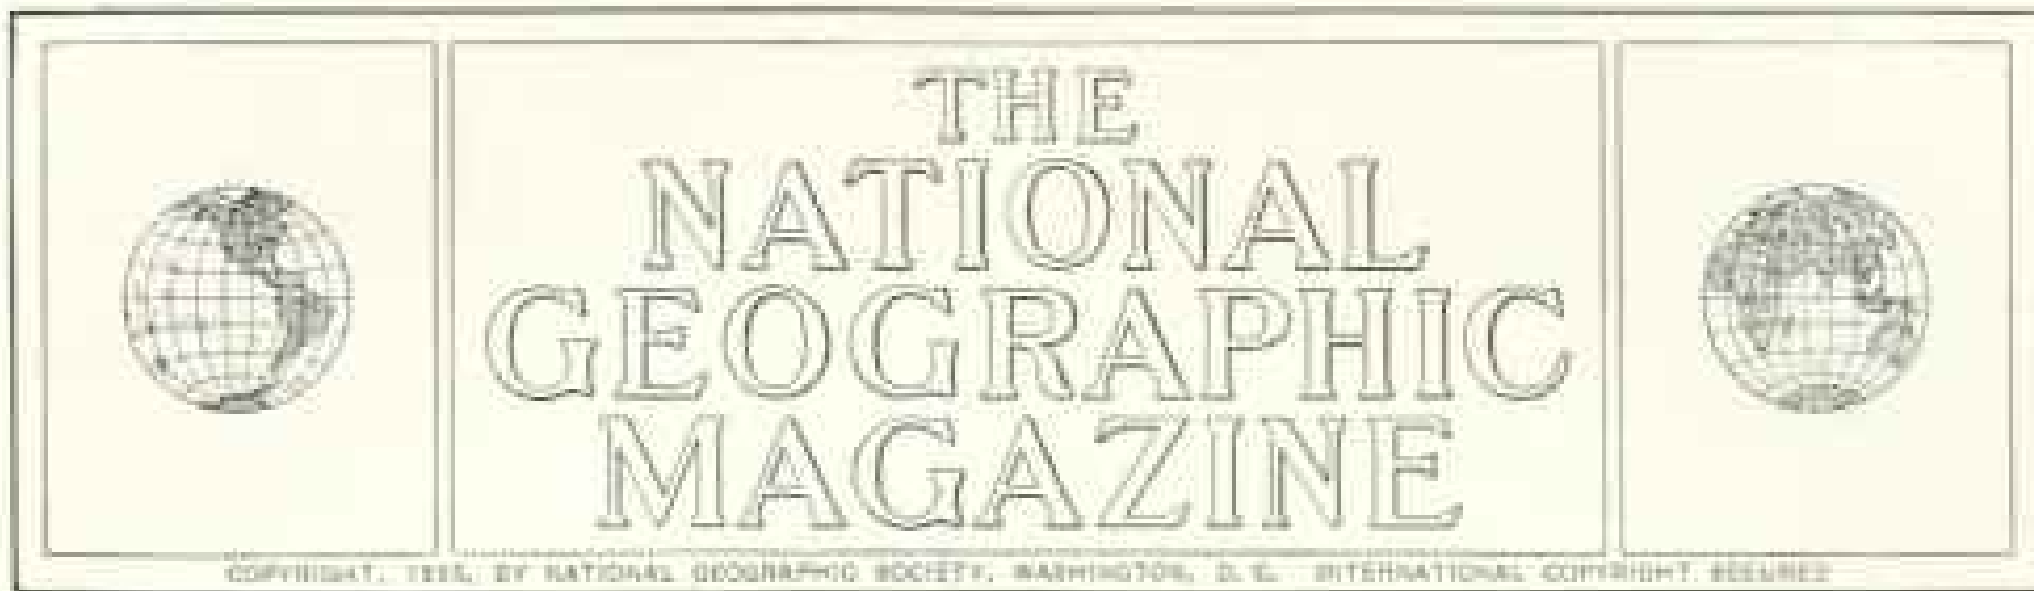 THE
NATIONAL
GEOGRAPHIC
MAGAZINE
COPYRIGHT, BY NATIONAL GEOGRAPHIC SOCIETY, WASHINGTON, D. C. INTERNATIONAL COPYRIGHT SECURED